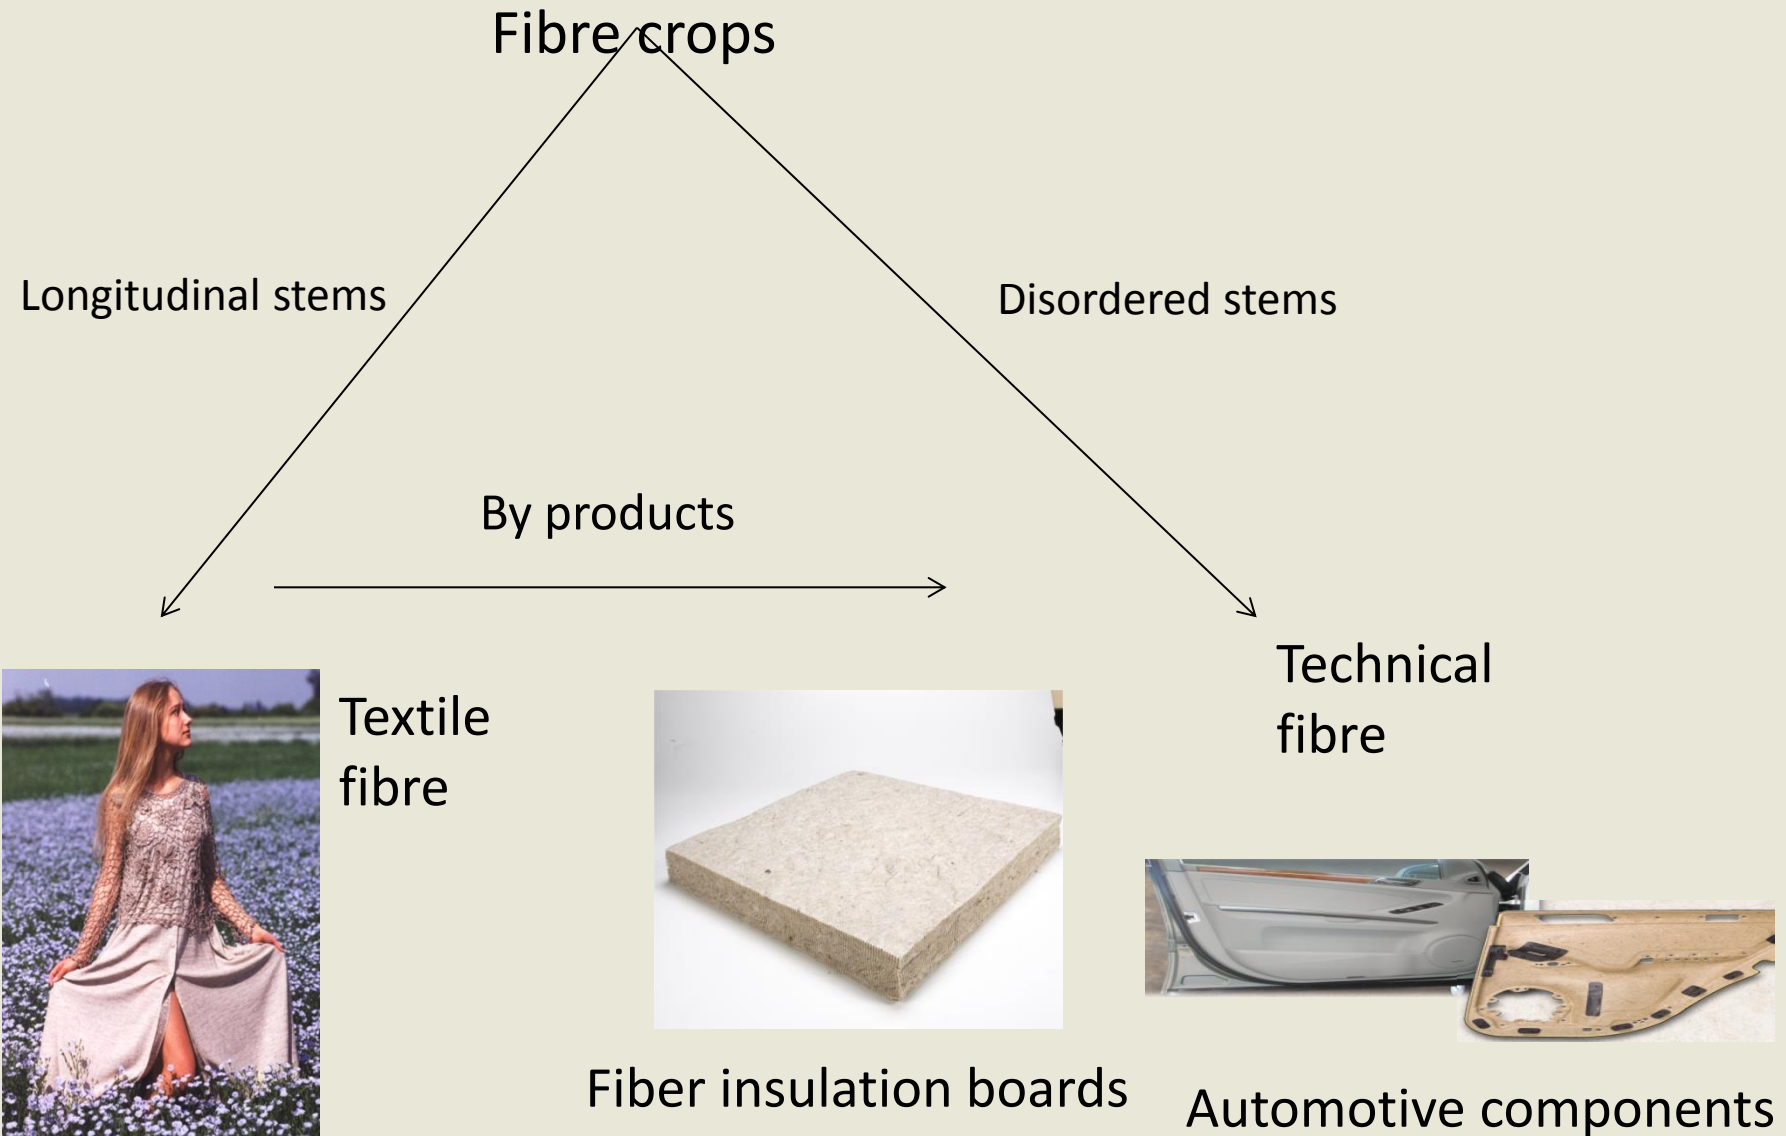 Fibre crops
Longitudinal stems
Disordered stems
By products
Textile
fibre
Technical
fibre
Fiber insulation boards
Automotive components